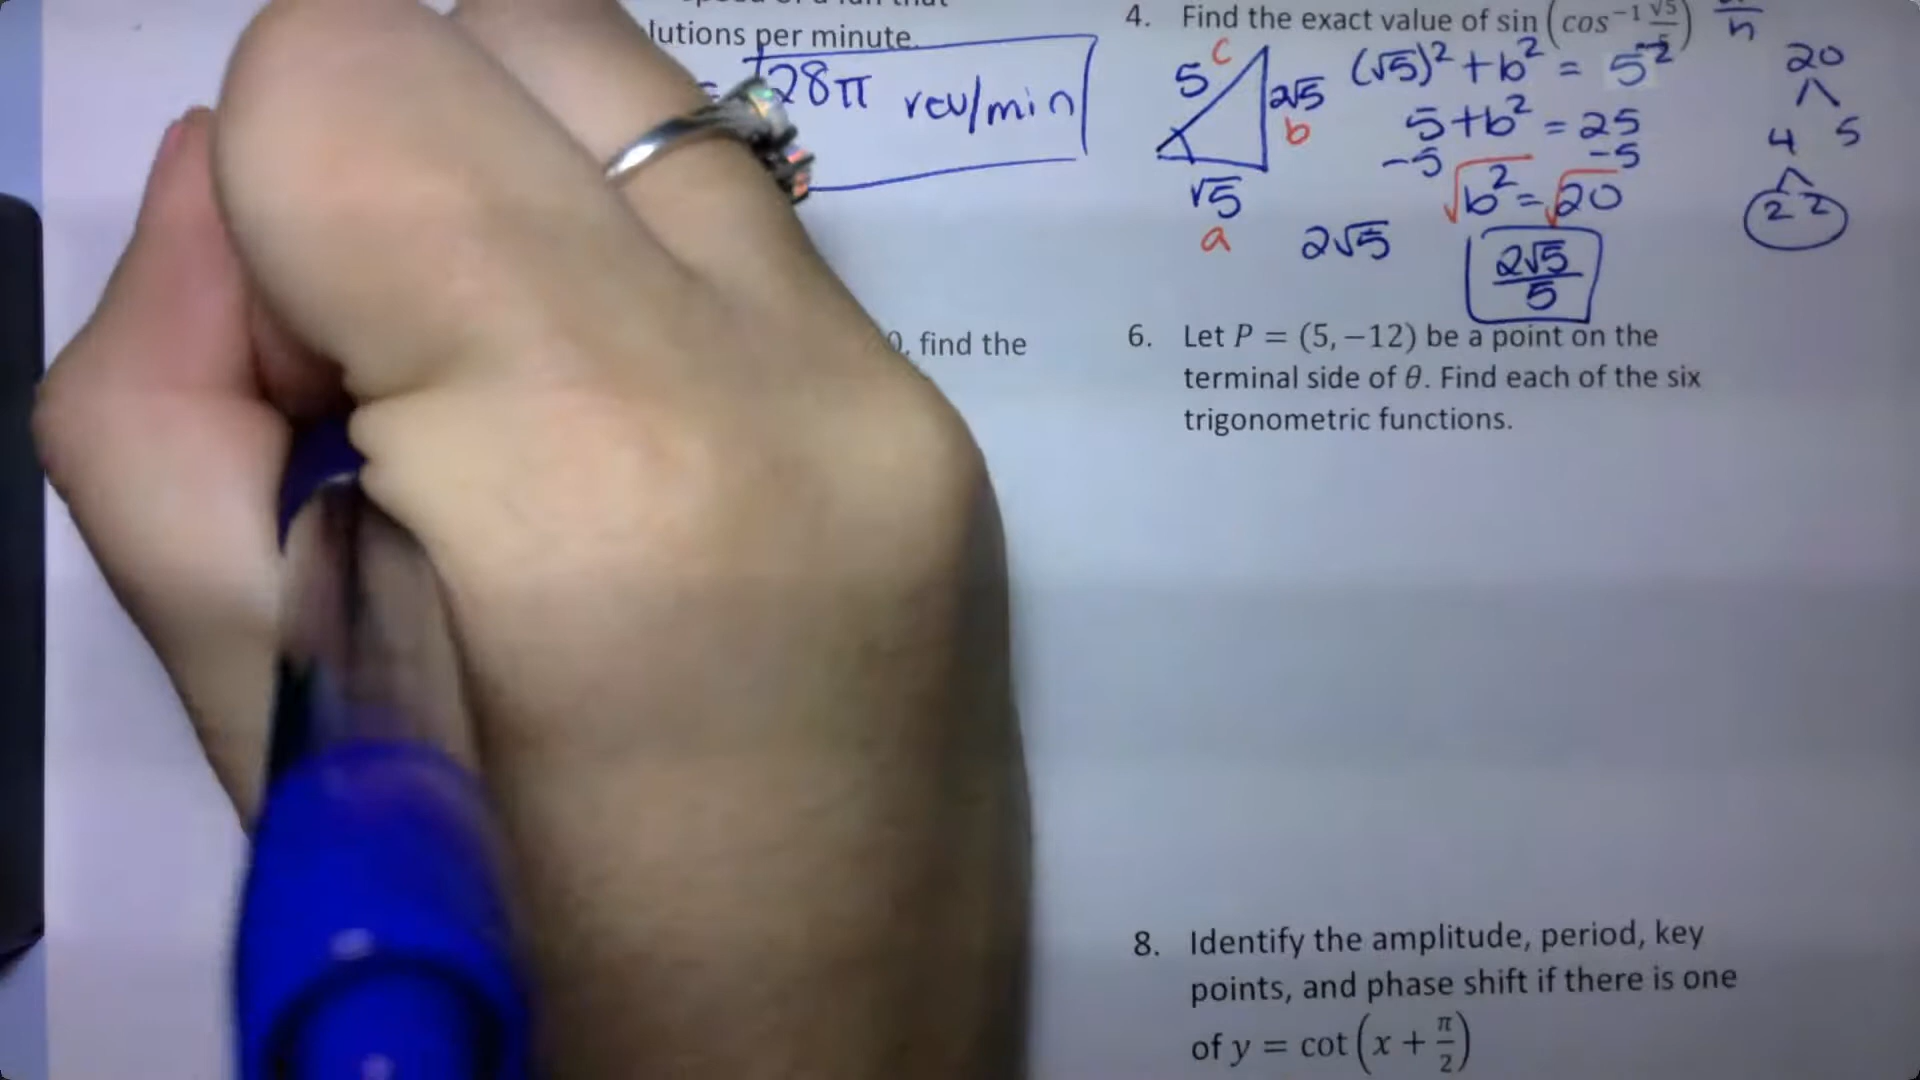 lutions per minute.
28π rev/min
find the
4. Find the exact value of sin (cos⁻¹ √5/5)
5 c
2√5
b
√5
a
(√5)² + b² = 5²
5+b² = 25
-5 -5
√b² = √20
2√5
2√5/5
20
4 5
2 2
6. Let P = (5, −12) be a point on the
terminal side of θ. Find each of the six
trigonometric functions.
8. Identify the amplitude, period, key
points, and phase shift if there is one
of y = cot (x + π/2)